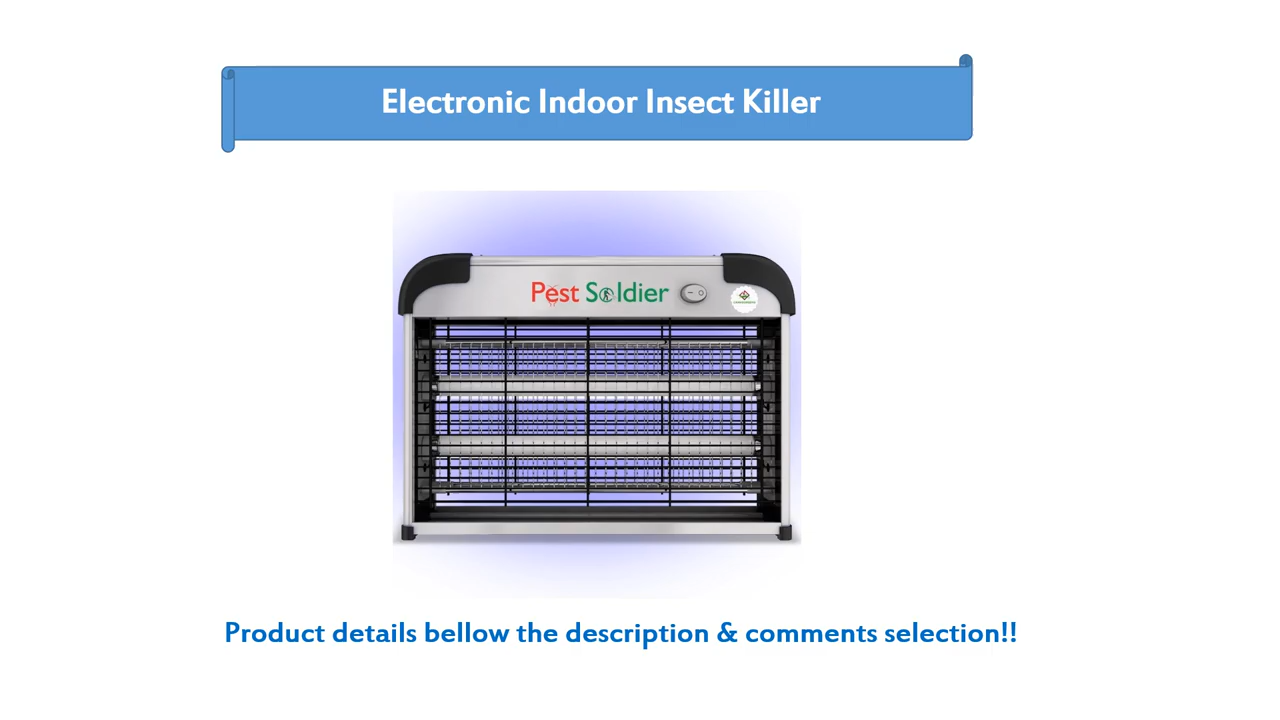 Electronic Indoor Insect Killer
Pest Soldier
Product details bellow the description & comments selection!!